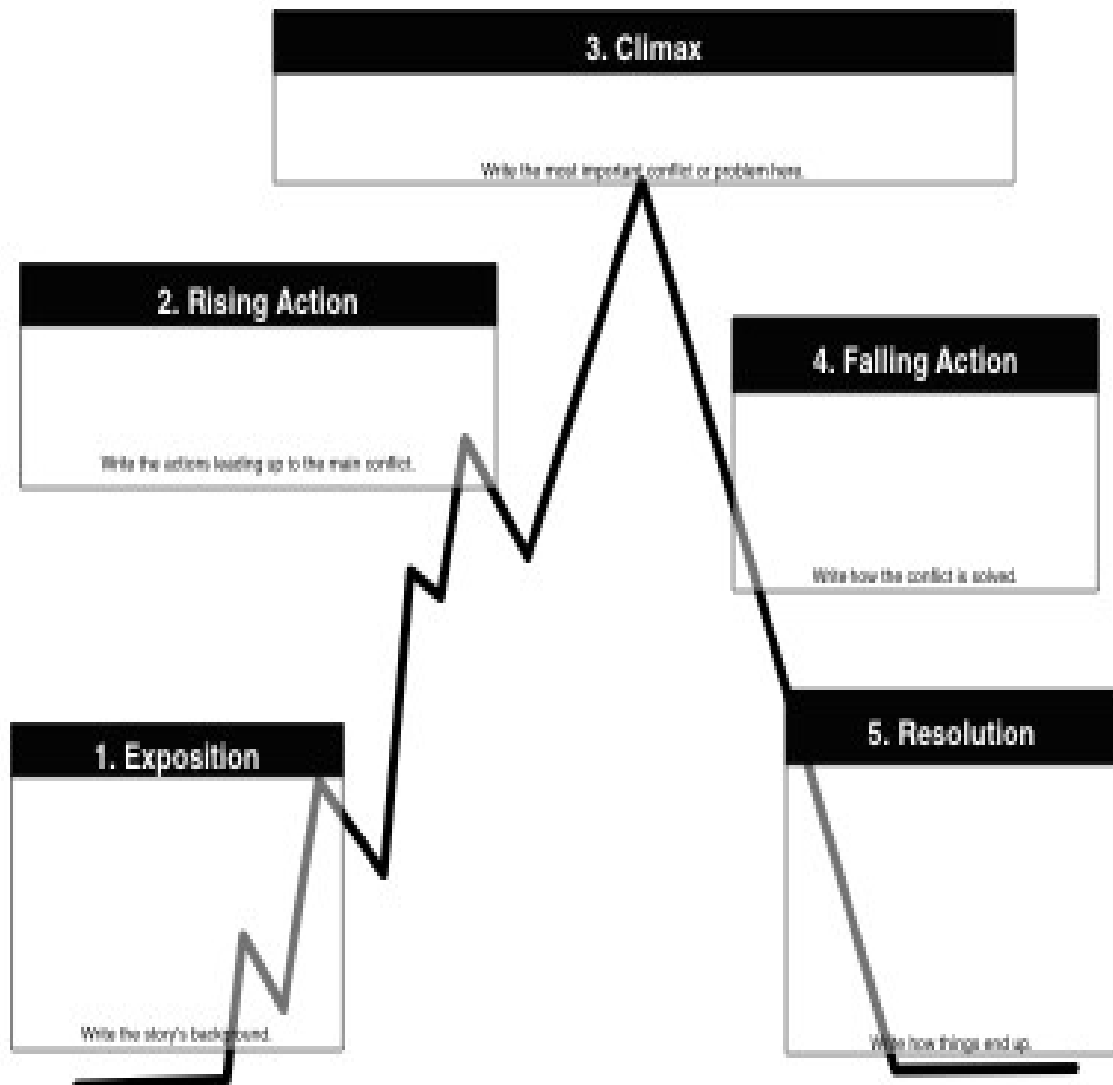 3. Climax
Write the most important conflict or problem here.
2. Rising Action
Write the actions leading up to the main conflict.
4. Falling Action
Write how the conflict is solved.
1. Exposition
Write the story's background.
5. Resolution
Write how things end up.